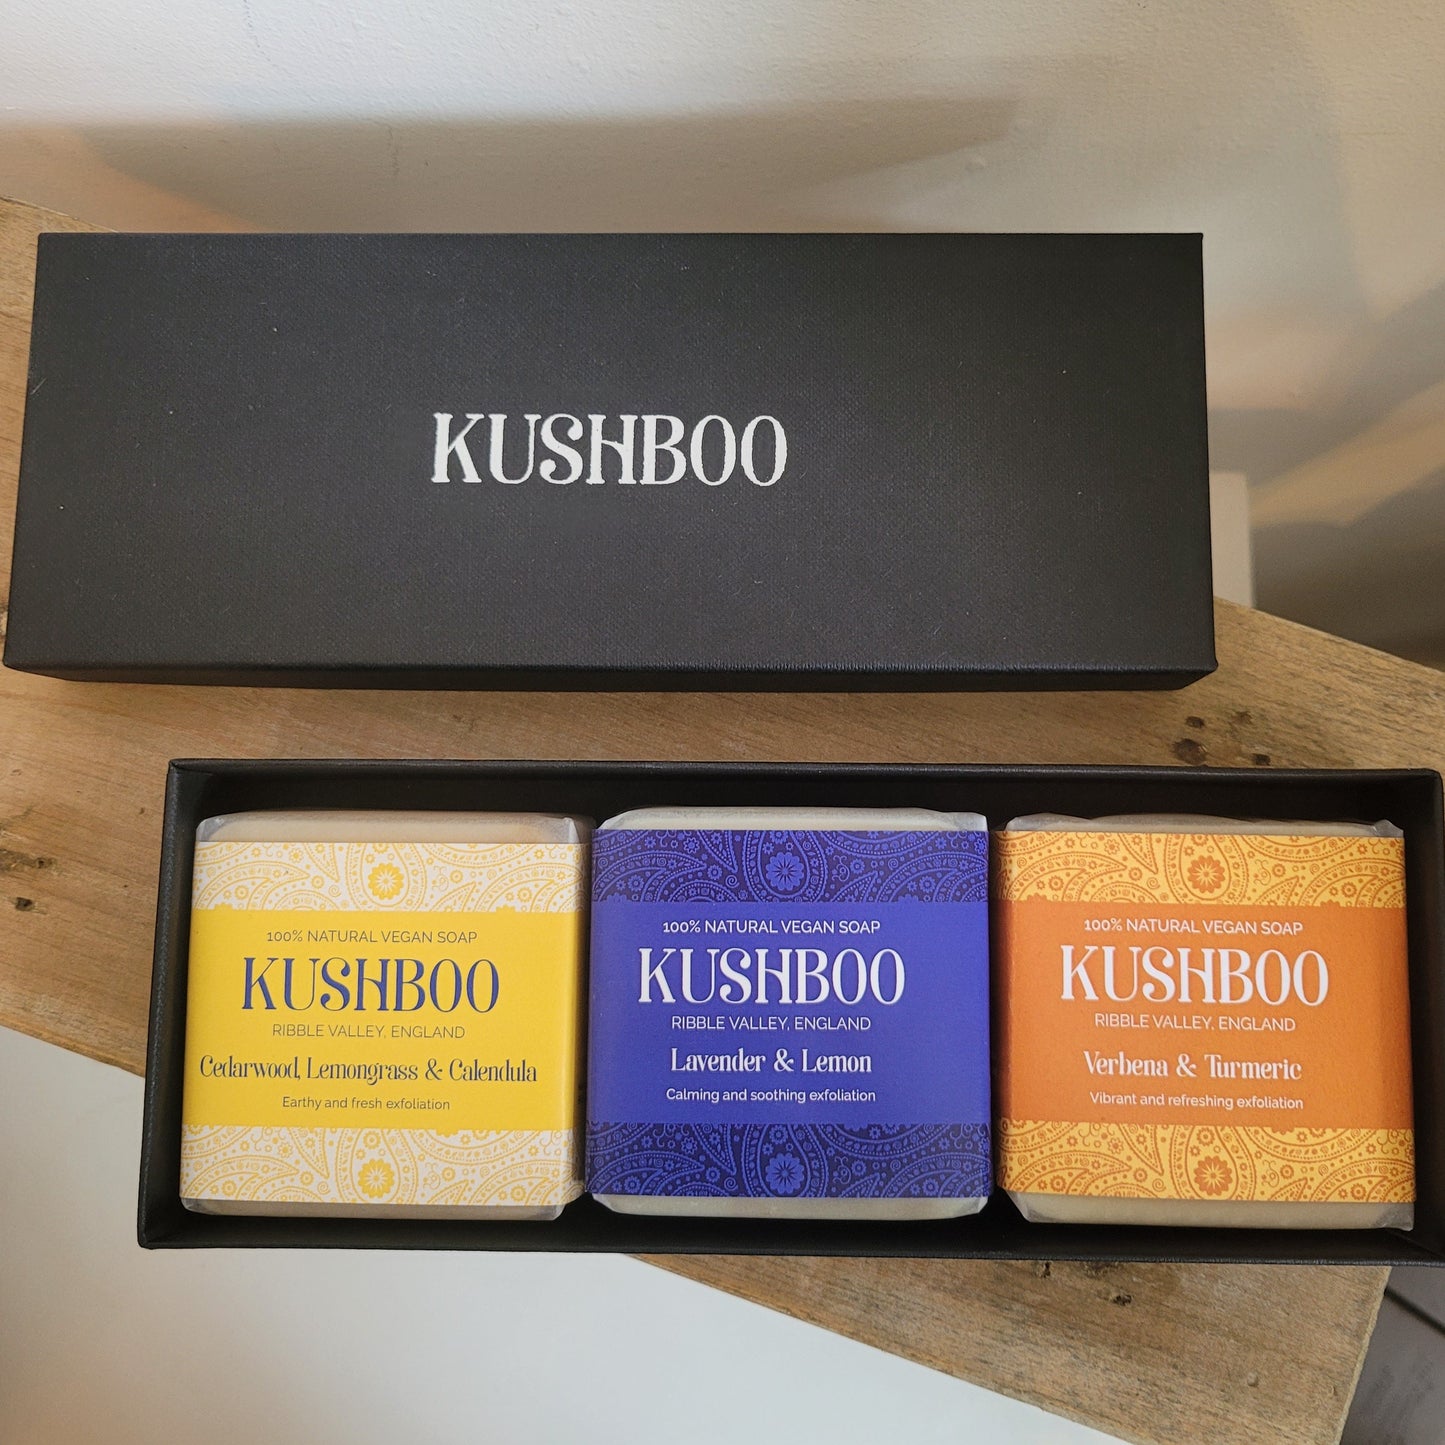 KUSHBOO
100% NATURAL VEGAN SOAP
KUSHBOO
RIBBLE VALLEY, ENGLAND
Cedarwood, Lemongrass & Calendula
Earthy and fresh exfoliation
100% NATURAL VEGAN SOAP
KUSHBOO
RIBBLE VALLEY, ENGLAND
Lavender & Lemon
Calming and soothing exfoliation
100% NATURAL VEGAN SOAP
KUSHBOO
RIBBLE VALLEY, ENGLAND
Verbena & Turmeric
Vibrant and refreshing exfoliation